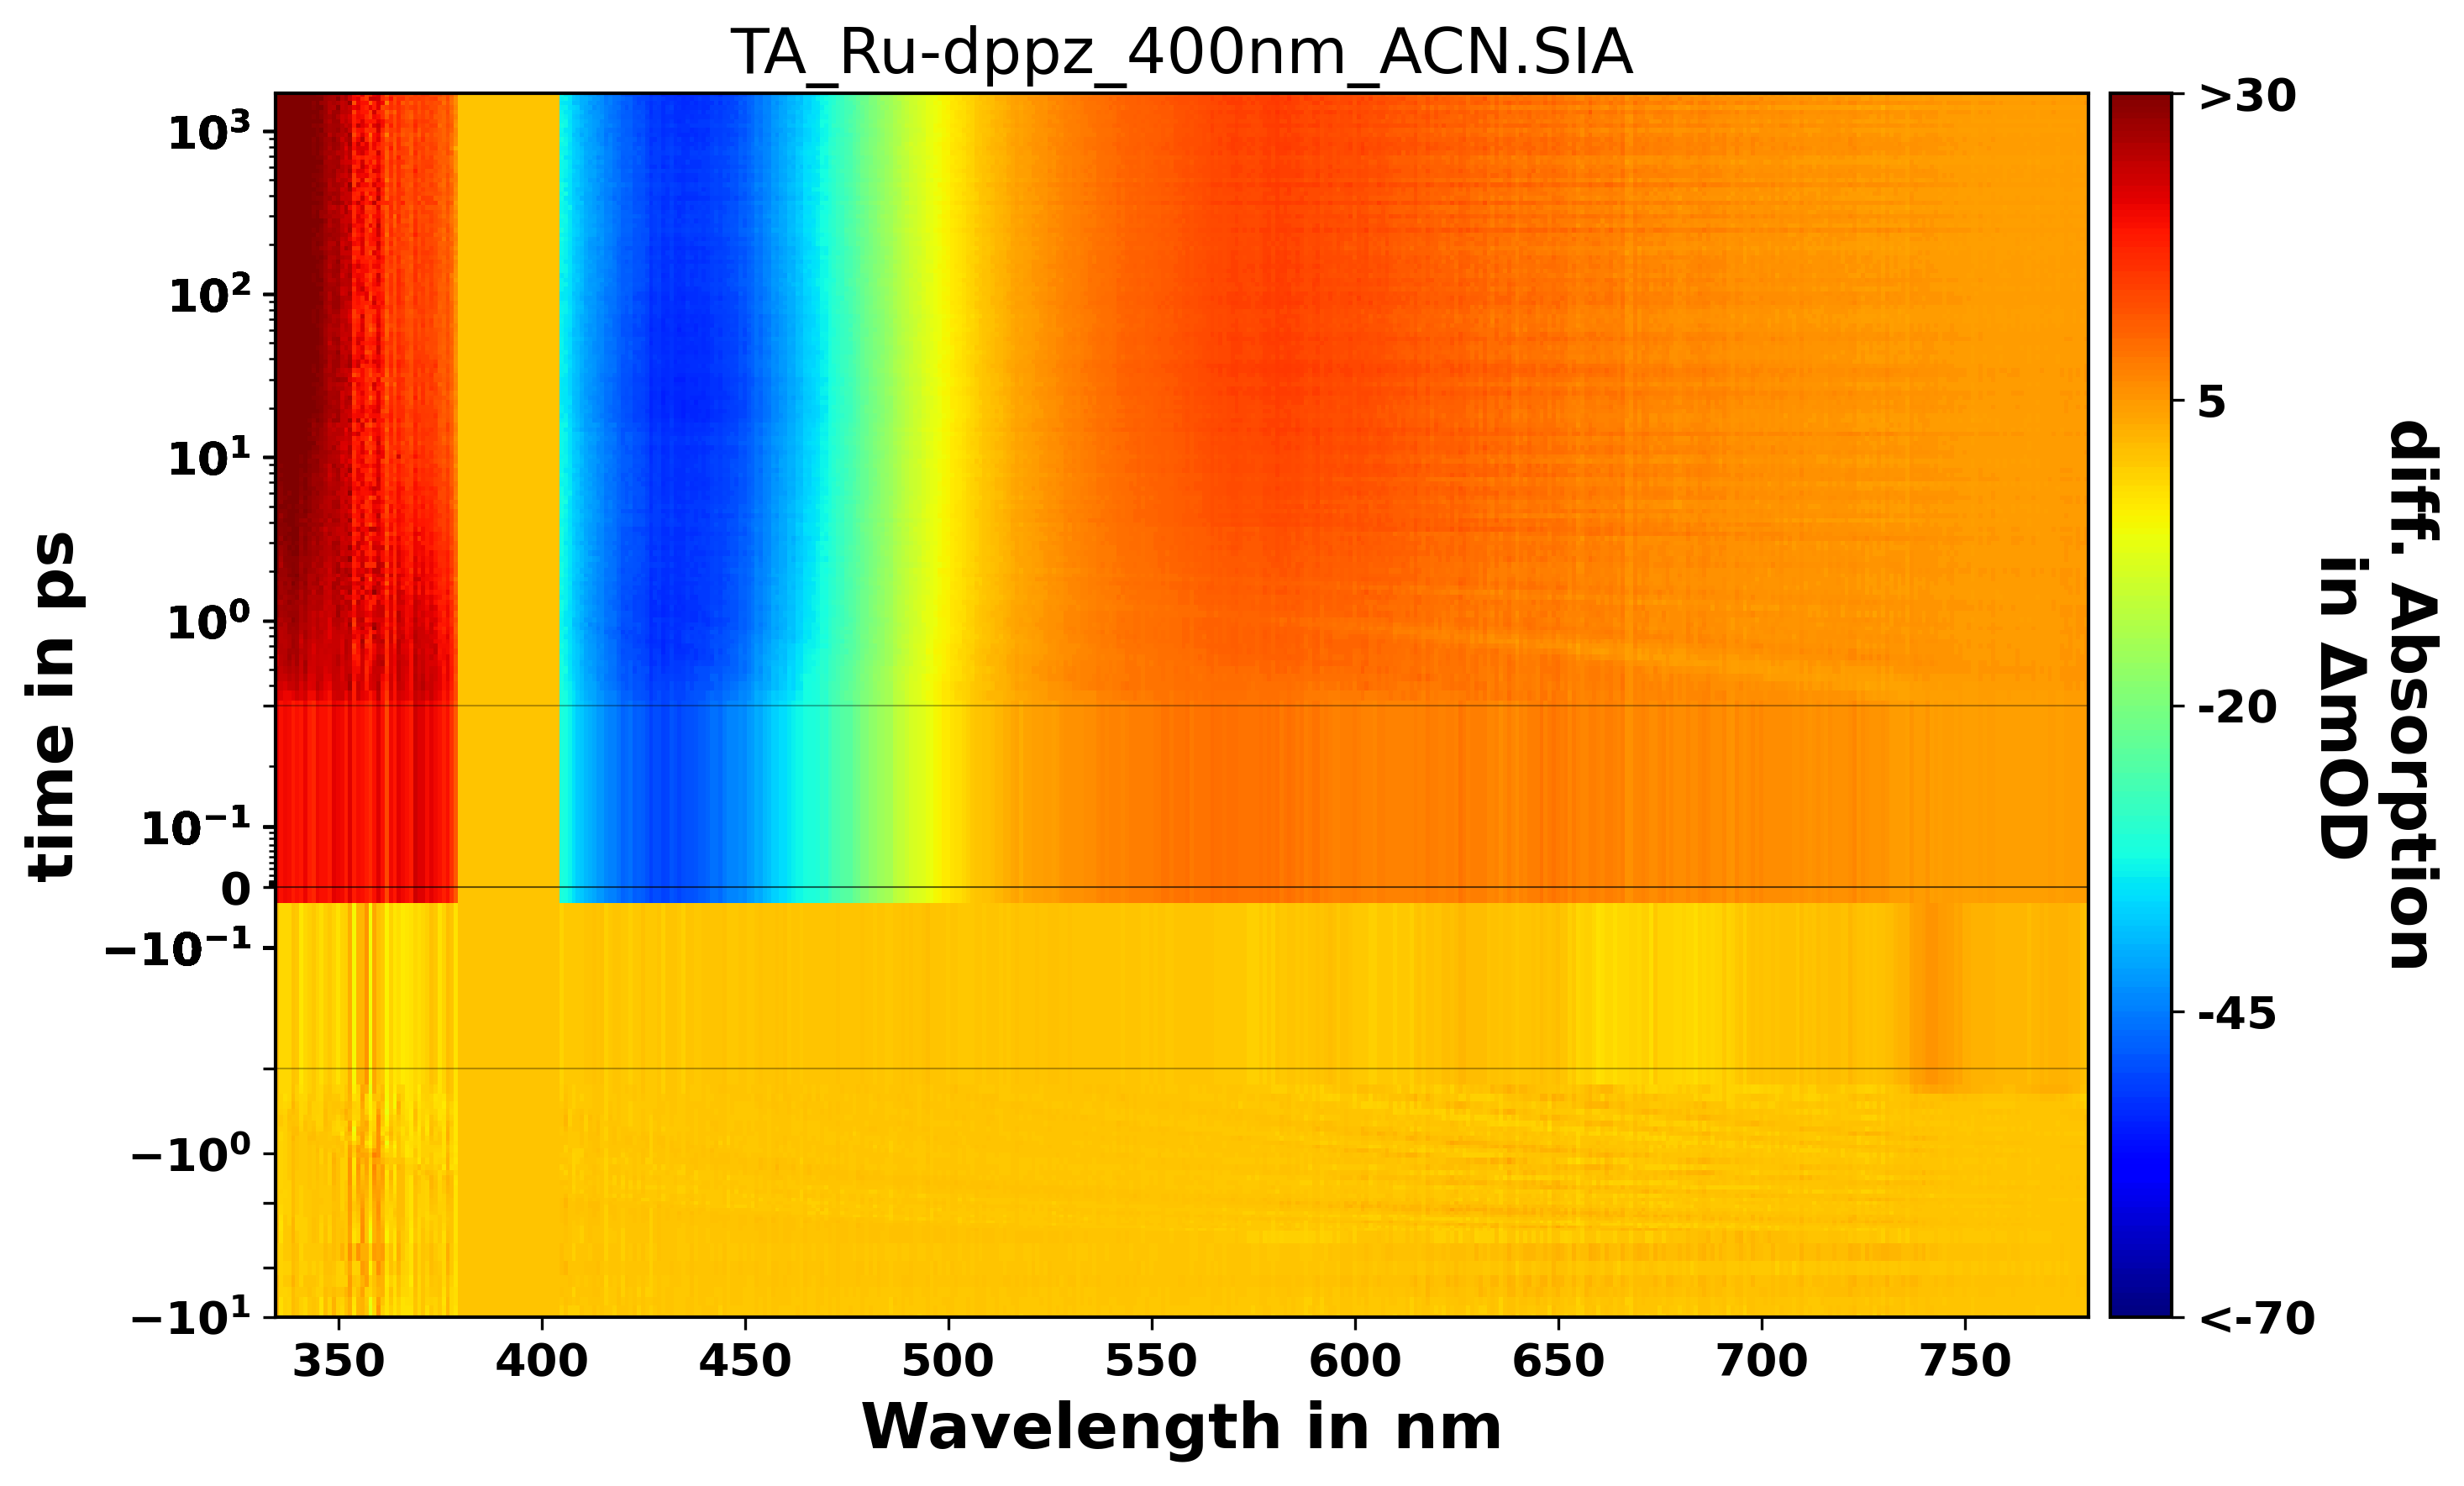 TA_Ru-dppz_400nm_ACN.SIA
time in ps
10³
10²
10¹
10⁰
10⁻¹
0
−10⁻¹
−10⁰
−10¹
350 400 450 500 550 600 650 700 750
Wavelength in nm
>30
5
-20
-45
<-70
diff. Absorption
in ΔmOD